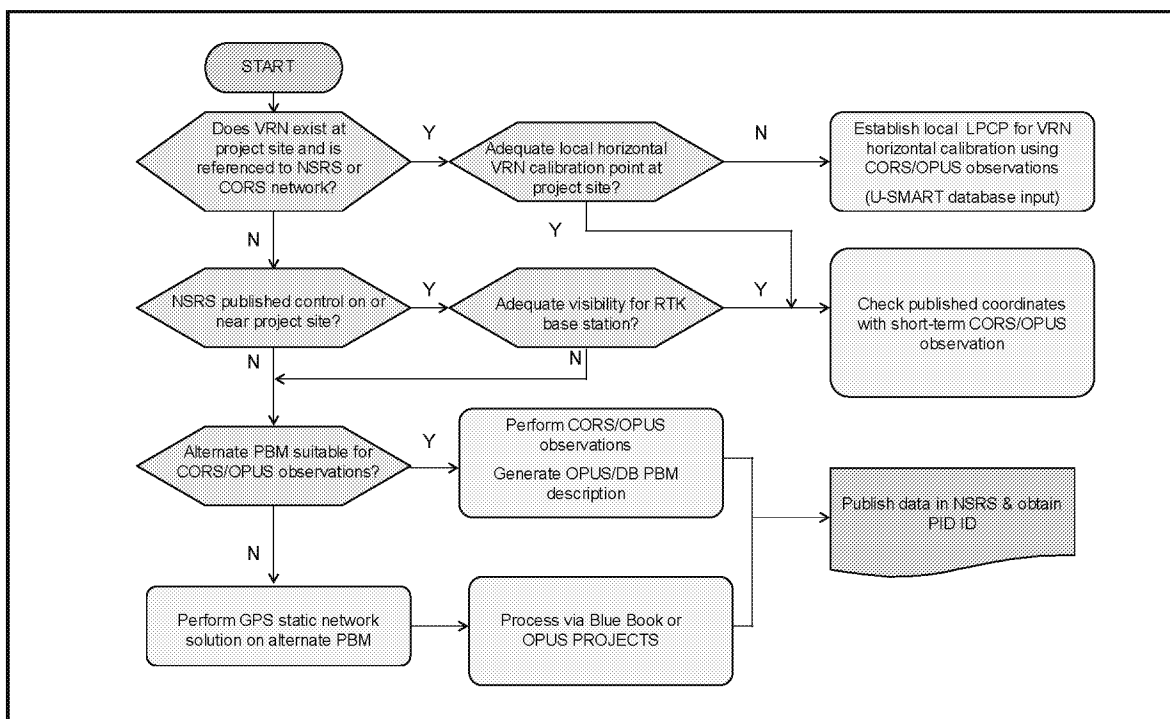 START
Does VRN exist at
project site and is
referenced to NSRS or
CORS network?
Y
Adequate local horizontal
VRN calibration point at
project site?
N
Establish local LPCP for VRN
horizontal calibration using
CORS/OPUS observations
(U-SMART database input)
N
Y
NSRS published control on or
near project site?
Y
Adequate visibility for RTK
base station?
Y
Check published coordinates
with short-term CORS/OPUS
observation
N
N
Alternate PBM suitable for
CORS/OPUS observations?
Y
Perform CORS/OPUS
observations
Generate OPUS/DB PBM
description
Publish data in NSRS & obtain
PID ID
N
Perform GPS static network
solution on alternate PBM
Process via Blue Book or
OPUS PROJECTS